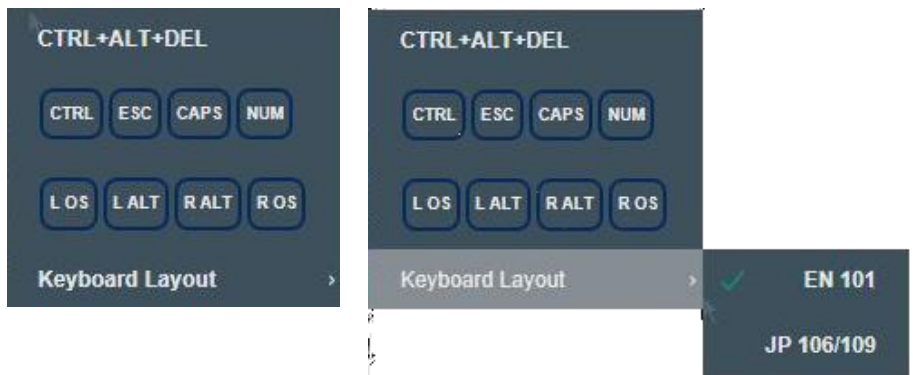 CTRL+ALT+DEL
CTRL ESC CAPS NUM
L OS L ALT R ALT R OS
Keyboard Layout ›
CTRL+ALT+DEL
CTRL ESC CAPS NUM
L OS L ALT R ALT R OS
Keyboard Layout ›
EN 101
JP 106/109